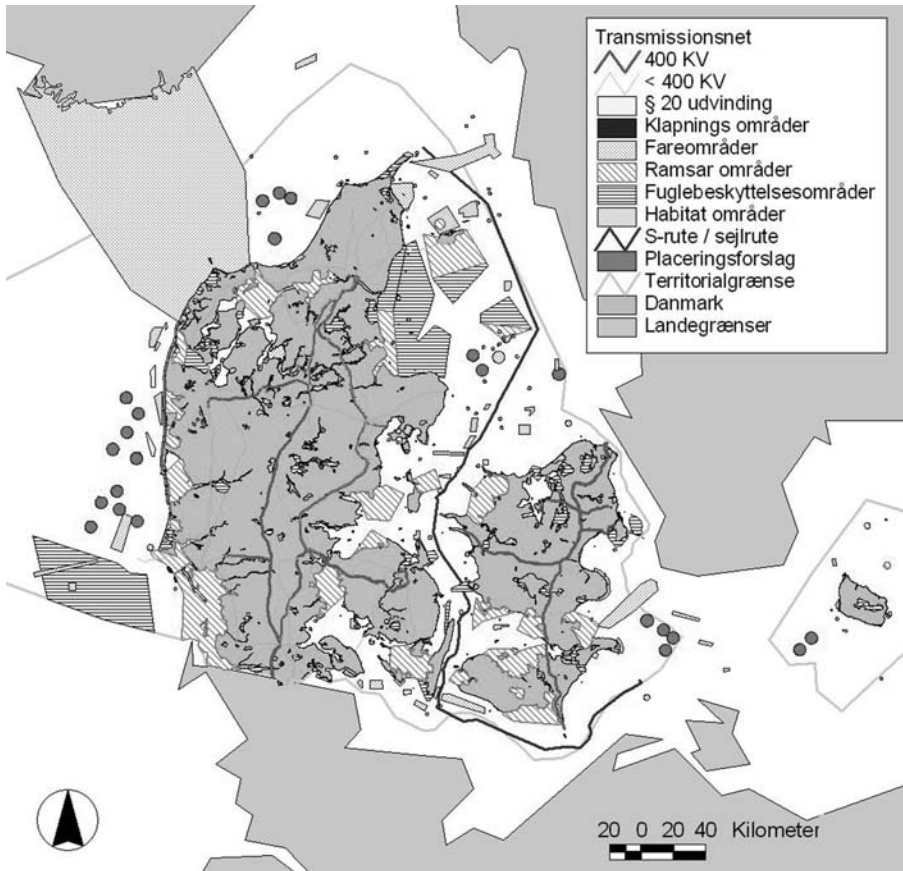 Transmissionsnet
400 KV
< 400 KV
§ 20 udvinding
Klapnings områder
Fareområder
Ramsar områder
Fuglebeskyttelsesområder
Habitat områder
S-rute / sejlrute
Placeringsforslag
Territorialgrænse
Danmark
Landegrænser
20 0 20 40 Kilometer